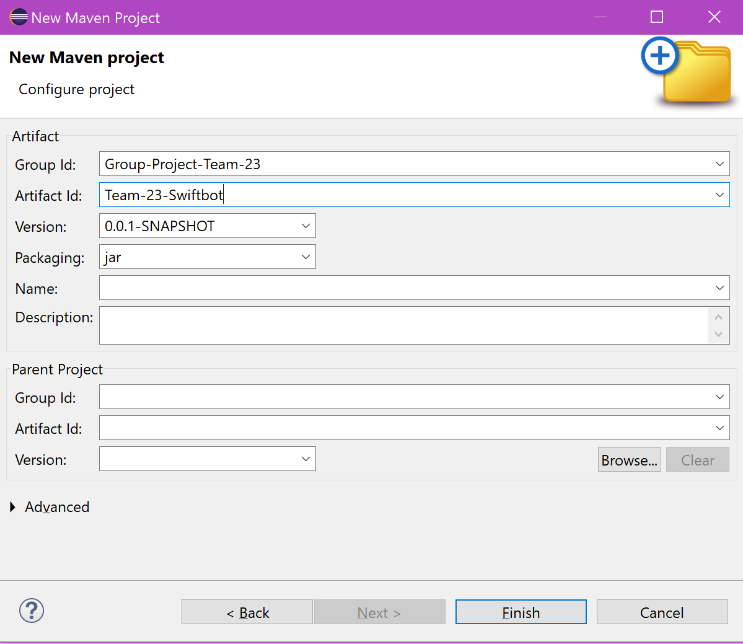 New Maven Project
New Maven project
Configure project
Artifact
Group Id: Group-Project-Team-23
Artifact Id: Team-23-Swiftbot
Version: 0.0.1-SNAPSHOT
Packaging: jar
Name:
Description:
Parent Project
Group Id:
Artifact Id:
Version: Browse... Clear
Advanced
? < Back Next > Finish Cancel